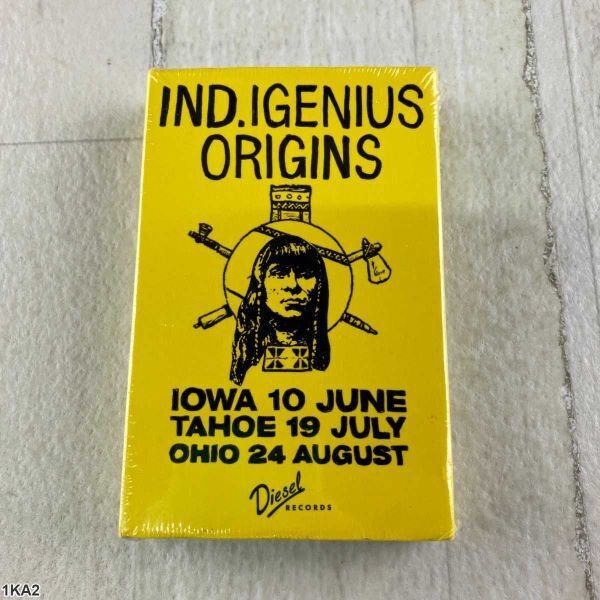 IND.IGENIUS
ORIGINS
IOWA 10 JUNE
TAHOE 19 JULY
OHIO 24 AUGUST
Diesel
RECORDS
1KA2